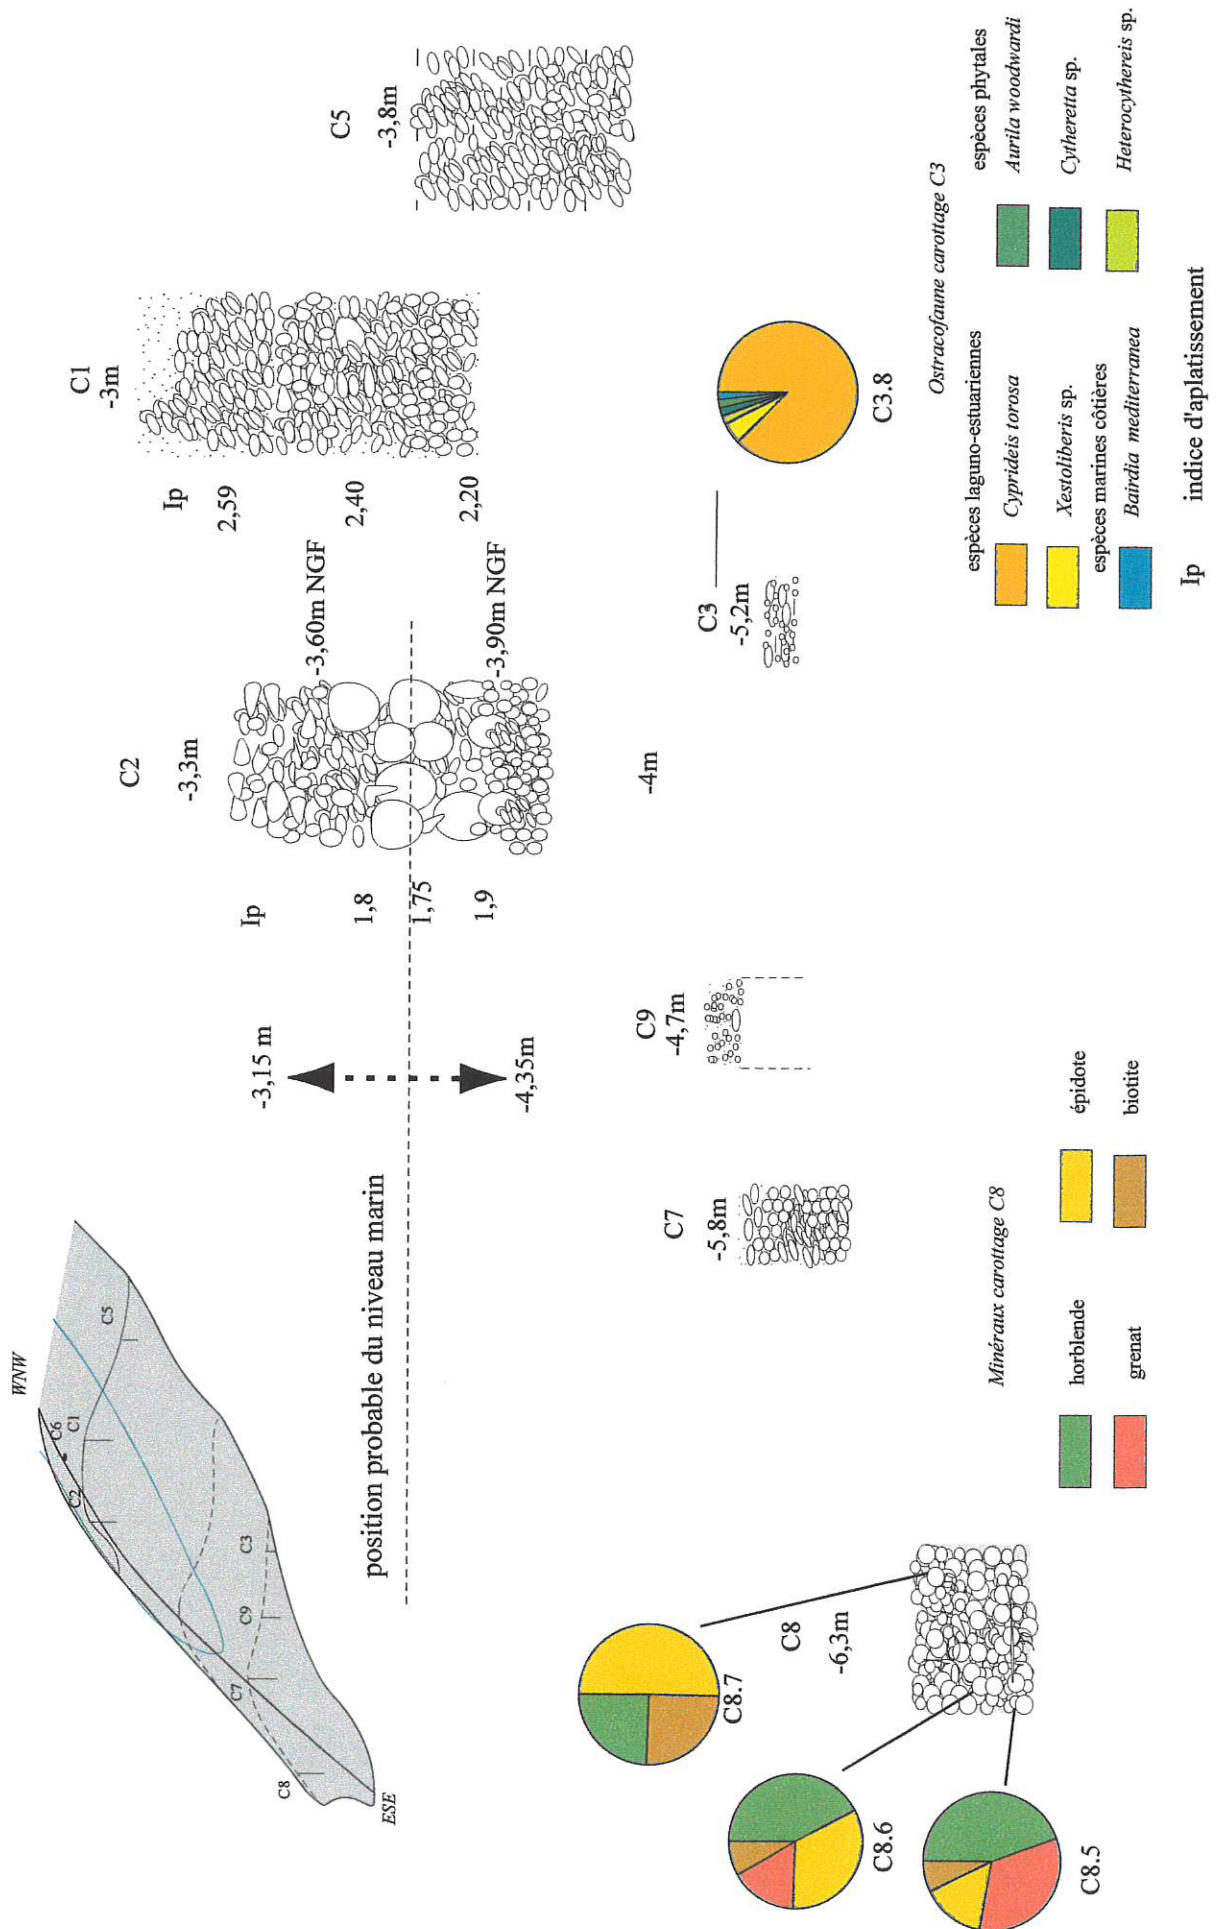 WNW
C6
C1
C2
C5
C3
C9
C7
C8
ESE
position probable du niveau marin
-3,15 m
-4,35m
C2
-3,3m
Ip
1,8
1,75
1,9
-3,60m NGF
-3,90m NGF
-4m
C1
-3m
Ip
2,59
2,40
2,20
C5
-3,8m
C8
-6,3m
C8.7
C8.6
C8.5
C7
-5,8m
C9
-4,7m
C3
-5,2m
C3.8
Minéraux carottage C8
horblende
épidote
grenat
biotite
Ostracofaune carottage C3
espèces laguno-estuariennes
espèces phytales
Cyprideis torosa
Aurila woodwardi
Xestoliberis sp.
Cytheretta sp.
espèces marines côtières
Bairdia mediterranea
Heterocythereis sp.
Ip indice d'aplatissement